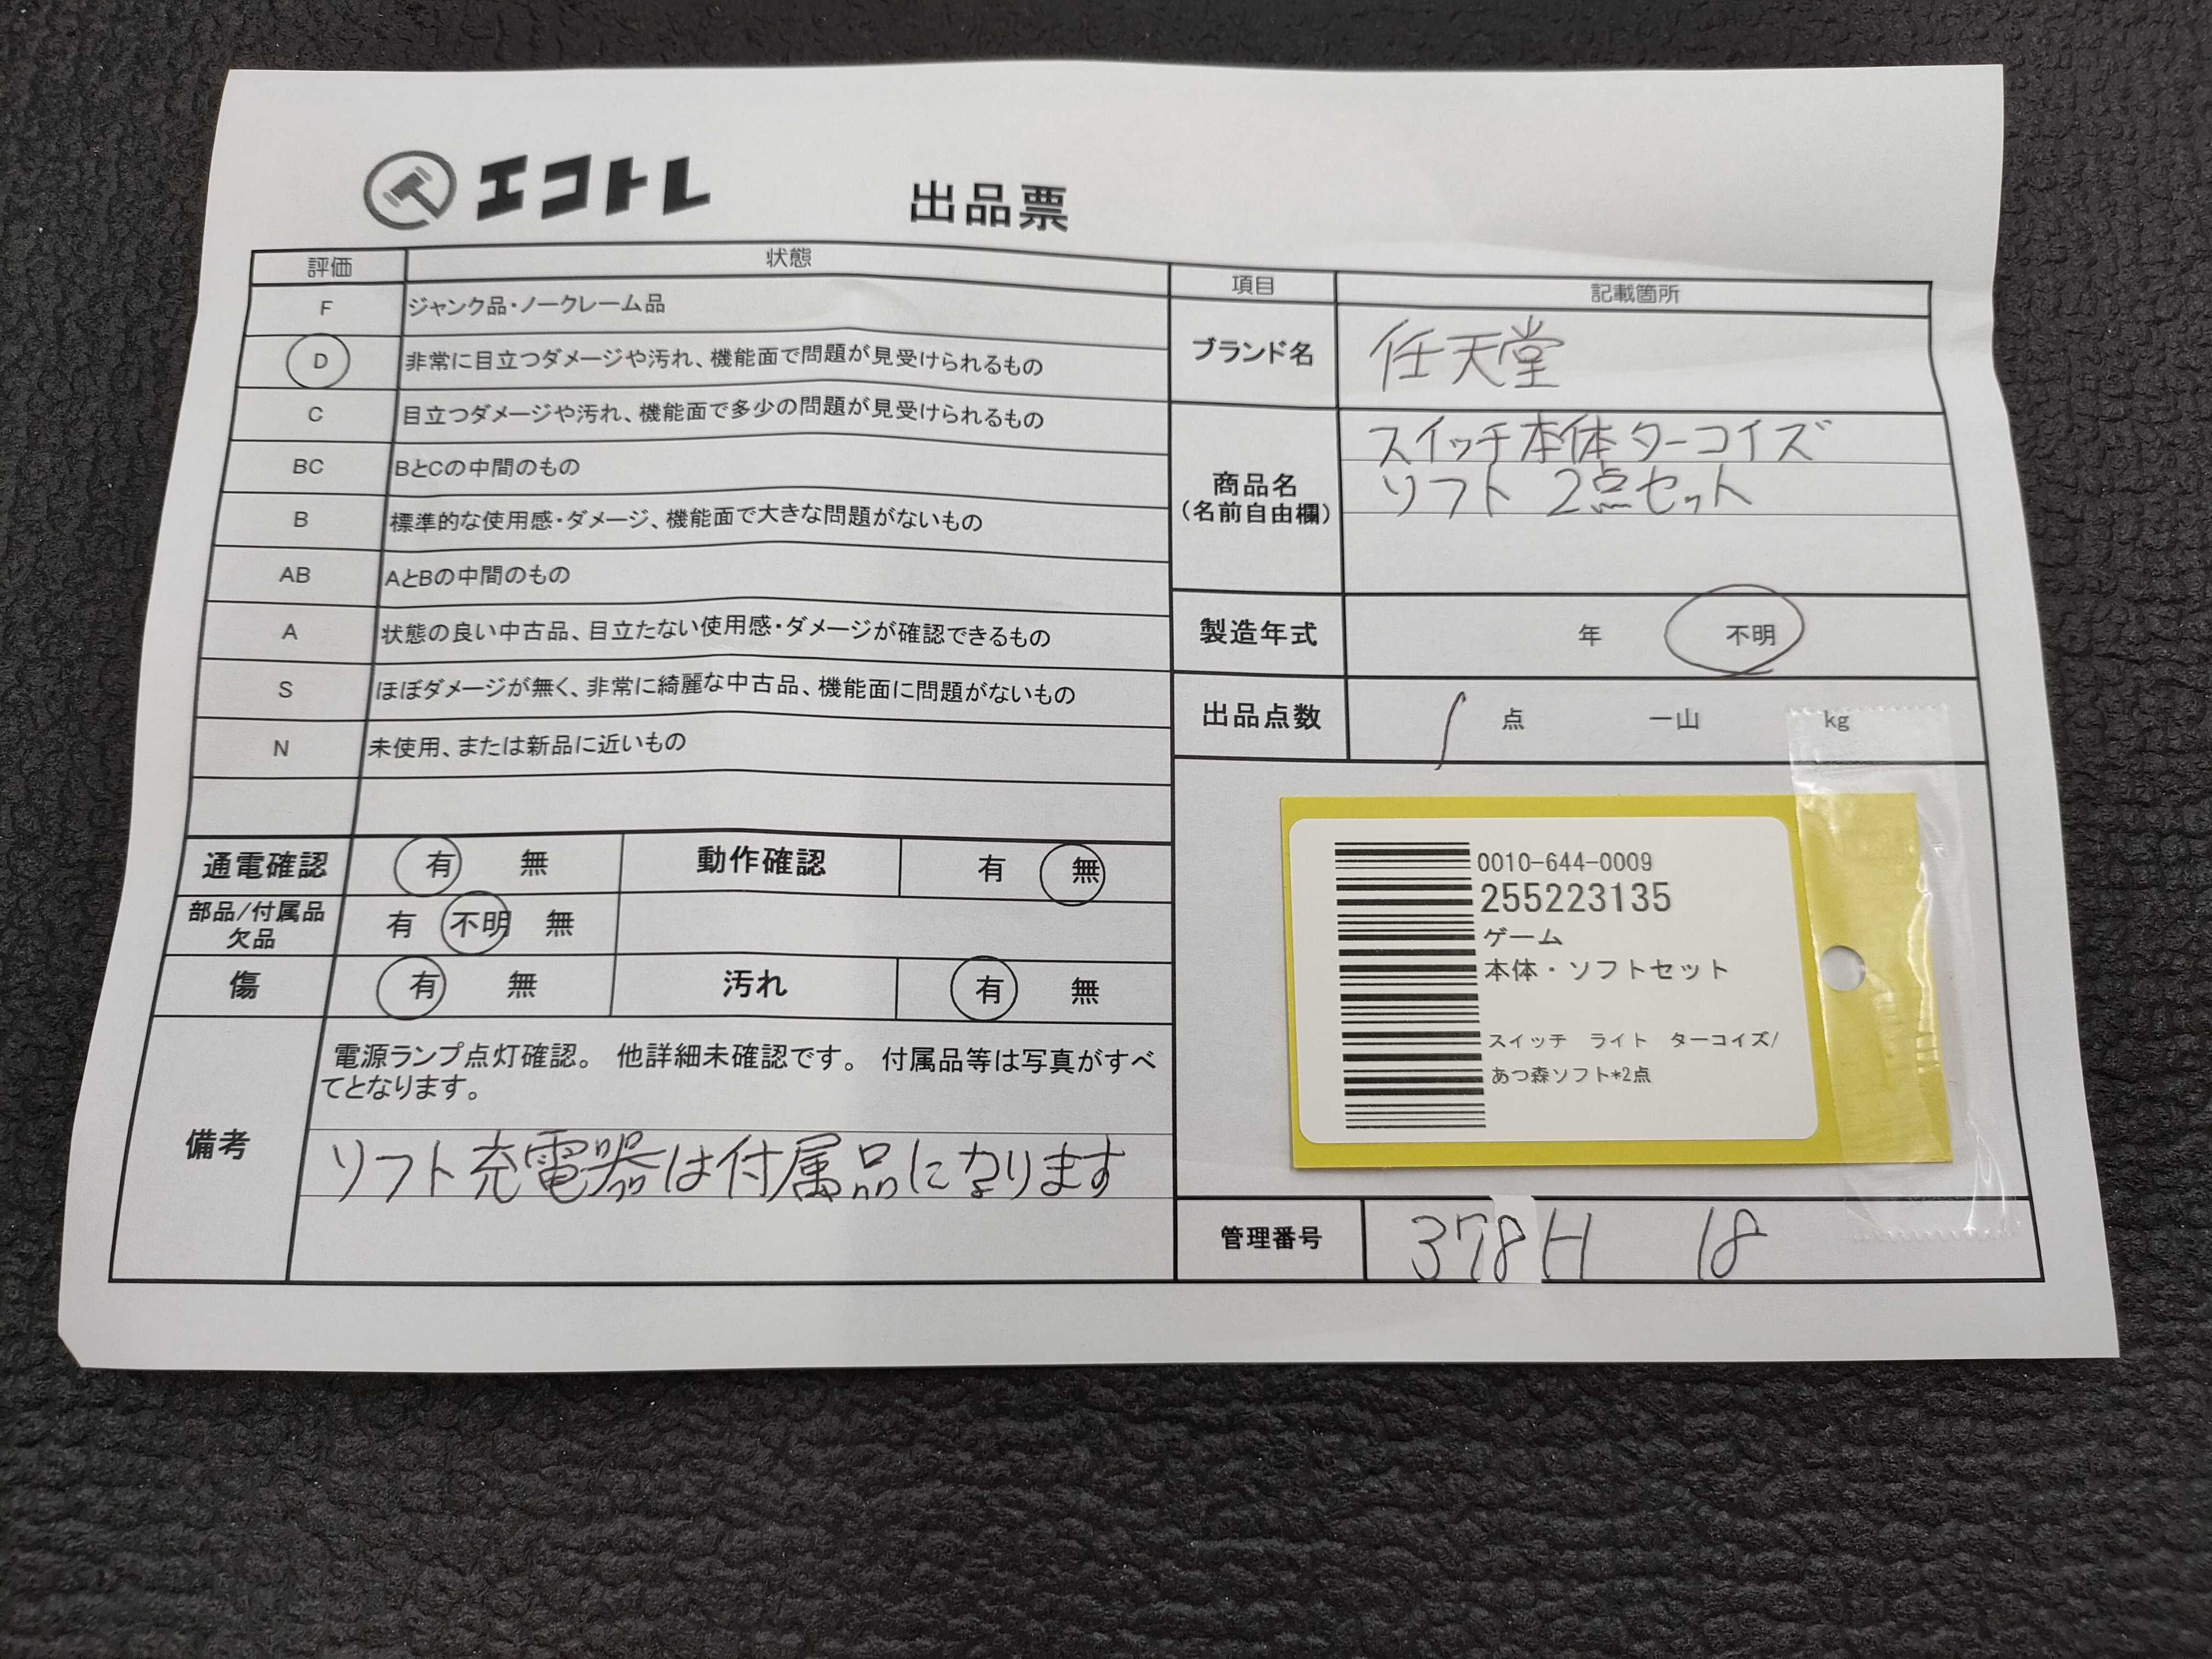 エコトレ
出品票
評価 状態
F ジャンク品・ノークレーム品
D 非常に目立つダメージや汚れ、機能面で問題が見受けられるもの
C 目立つダメージや汚れ、機能面で多少の問題が見受けられるもの
BC BとCの中間のもの
B 標準的な使用感・ダメージ、機能面で大きな問題がないもの
AB AとBの中間のもの
A 状態の良い中古品、目立たない使用感・ダメージが確認できるもの
S ほぼダメージが無く、非常に綺麗な中古品、機能面に問題がないもの
N 未使用、または新品に近いもの
通電確認 有 無 動作確認 有 無
部品/付属品
欠品
有 不明 無
傷 有 無 汚れ 有 無
備考
電源ランプ点灯確認。 他詳細未確認です。 付属品等は写真がすべ
てとなります。
ソフト充電器は付属品になります
項目 記載箇所
ブランド名 任天堂
商品名
(名前自由欄)
スイッチ本体ターコイズ
ソフト 2点セット
製造年式 年 不明
出品点数 1 点 一山 kg
0010-644-0009
255223135
ゲーム
本体・ソフトセット
スイッチ ライト ターコイズ/
あつ森ソフト*2点
管理番号 378H 18